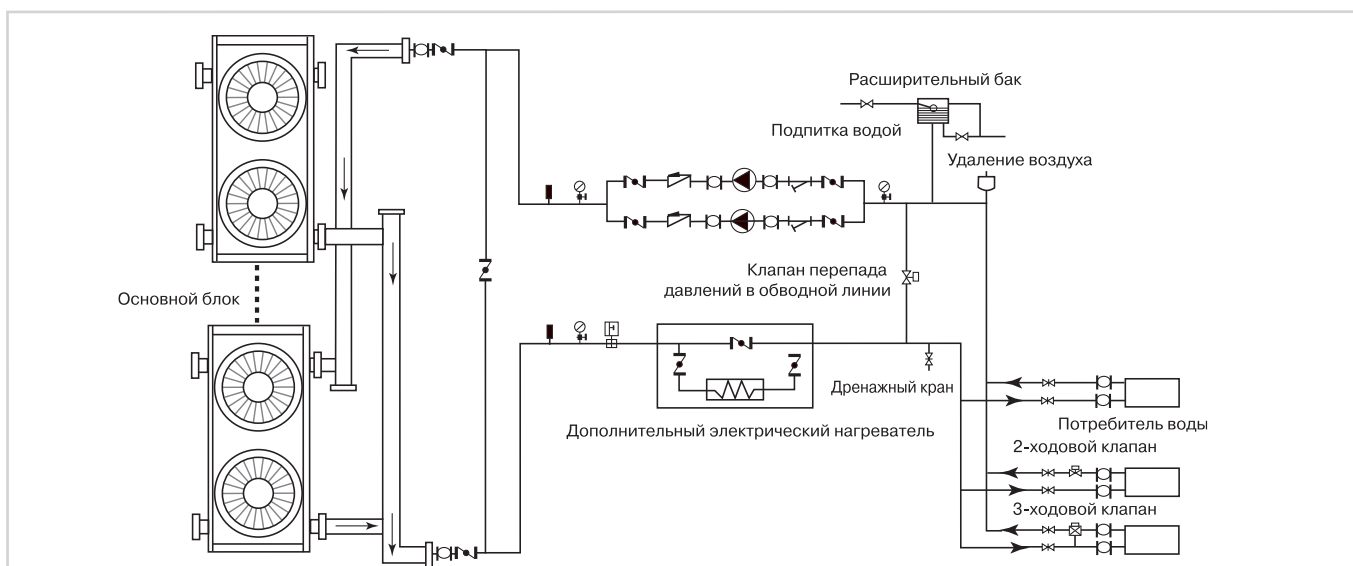 Расширительный бак
Подпитка водой
Удаление воздуха
Клапан перепада
давлений в обводной линии
Основной блок
Дренажный кран
Дополнительный электрический нагреватель
Потребитель воды
2-ходовой клапан
3-ходовой клапан